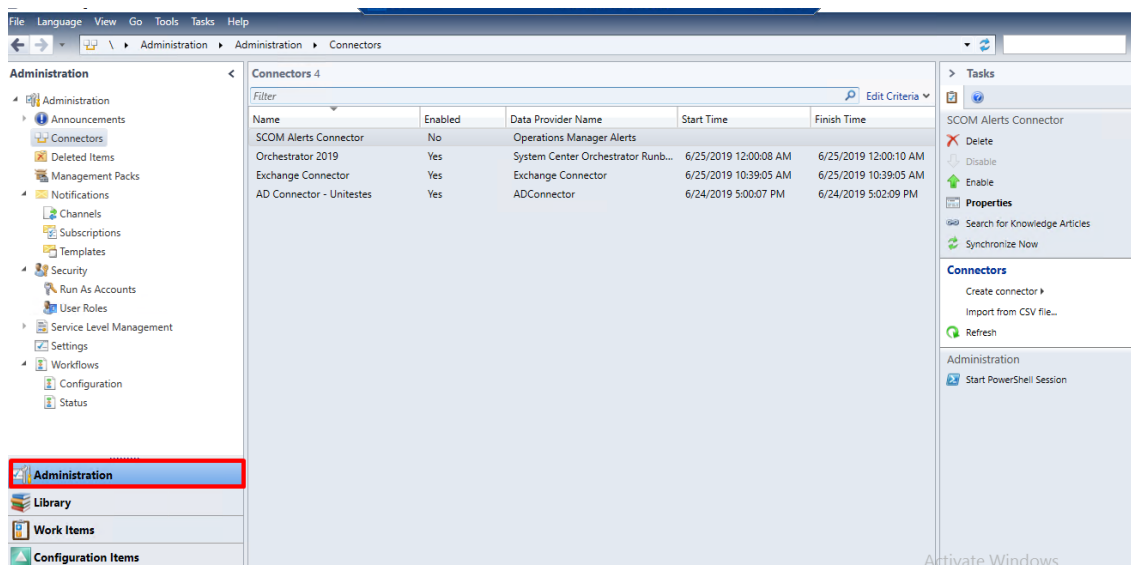 File Language View Go Tools Tasks Help
\ Administration Administration Connectors
Administration
Administration
Announcements
Connectors
Deleted Items
Management Packs
Notifications
Channels
Subscriptions
Templates
Security
Run As Accounts
User Roles
Service Level Management
Settings
Workflows
Configuration
Status
Administration
Library
Work Items
Configuration Items
Connectors 4
Filter Edit Criteria
Name Enabled Data Provider Name Start Time Finish Time
SCOM Alerts Connector No Operations Manager Alerts
Orchestrator 2019 Yes System Center Orchestrator Runb... 6/25/2019 12:00:08 AM 6/25/2019 12:00:10 AM
Exchange Connector Yes Exchange Connector 6/25/2019 10:39:05 AM 6/25/2019 10:39:05 AM
AD Connector - Unitestes Yes ADConnector 6/24/2019 5:00:07 PM 6/24/2019 5:02:09 PM
Tasks
SCOM Alerts Connector
Delete
Disable
Enable
Properties
Search for Knowledge Articles
Synchronize Now
Connectors
Create connector
Import from CSV file...
Refresh
Administration
Start PowerShell Session
Activate Windows